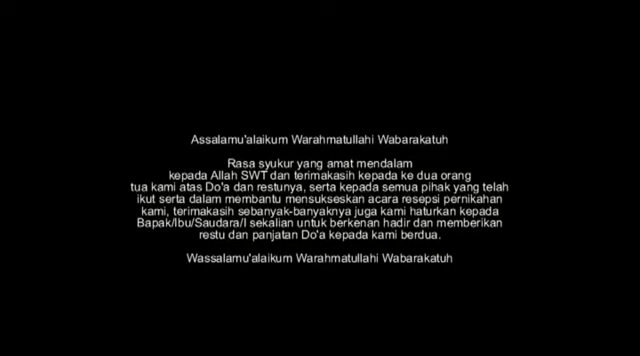 Assalamu'alaikum Warahmatullahi Wabarakatuh
Rasa syukur yang amat mendalam
kepada Allah SWT dan terimakasih kepada ke dua orang
tua kami atas Do'a dan restunya, serta kepada semua pihak yang telah
ikut serta dalam membantu mensukseskan acara resepsi pernikahan
kami, terimakasih sebanyak-banyaknya juga kami haturkan kepada
Bapak/Ibu/Saudara/I sekalian untuk berkenan hadir dan memberikan
restu dan panjatan Do'a kepada kami berdua.
Wassalamu'alaikum Warahmatullahi Wabarakatuh